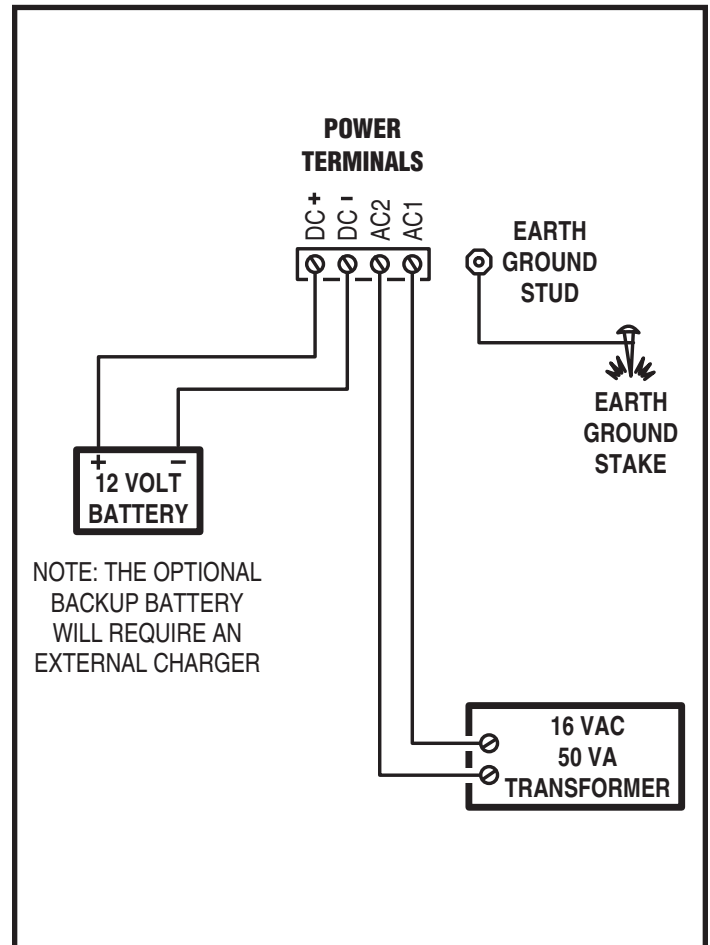 POWER
TERMINALS
DC +
DC -
AC2
AC1
EARTH
GROUND
STUD
EARTH
GROUND
STAKE
+ -
12 VOLT
BATTERY
NOTE: THE OPTIONAL
BACKUP BATTERY
WILL REQUIRE AN
EXTERNAL CHARGER
16 VAC
50 VA
TRANSFORMER